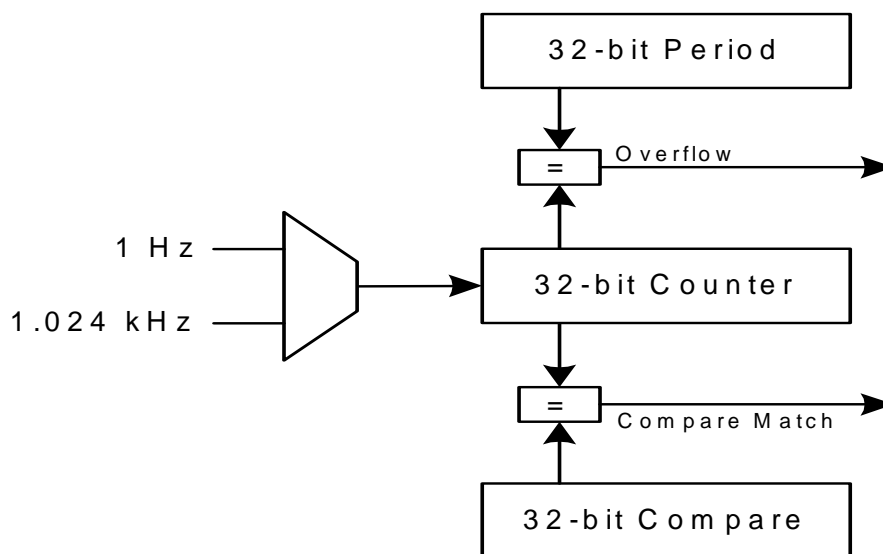 32-bit Period
=
Overflow
1 Hz
32-bit Counter
1.024 kHz
=
Compare Match
32-bit Compare